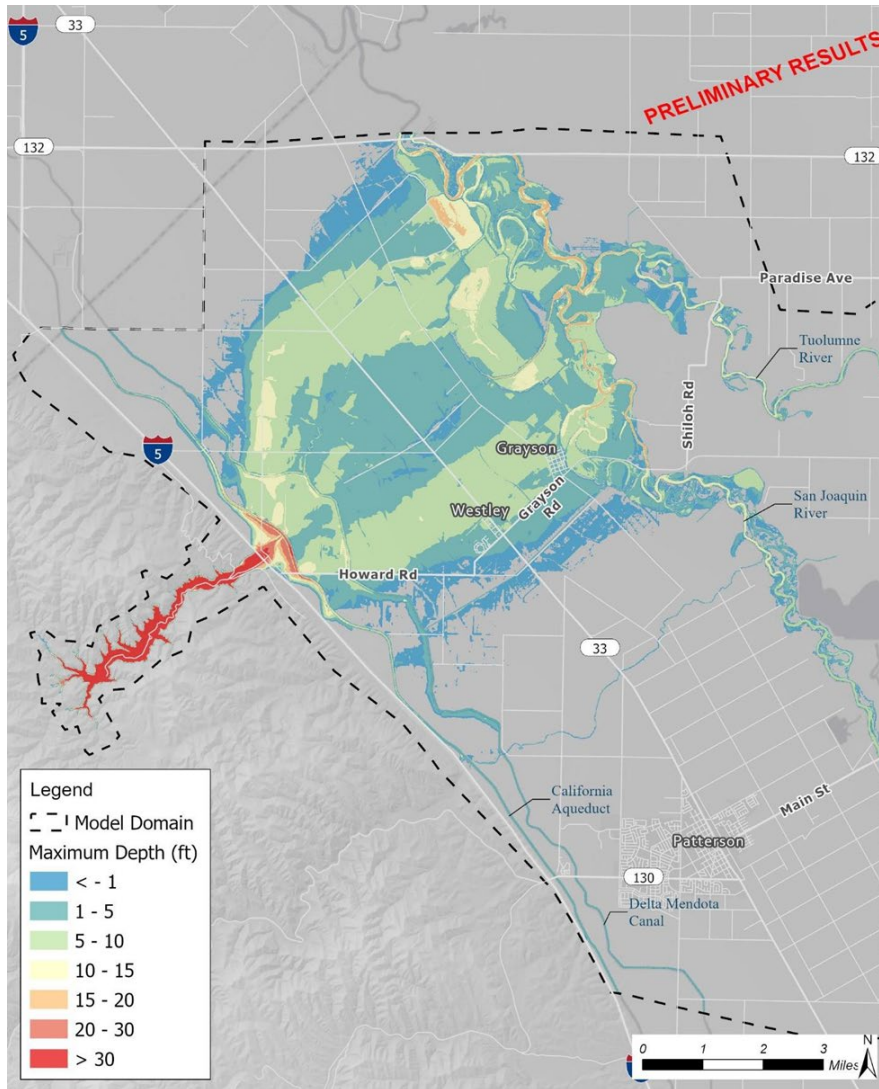 33
5
PRELIMINARY RESULTS
132
132
Paradise Ave
Tuolumne
River
Shiloh Rd
5
Grayson
San Joaquin
River
Westley
Grayson
Rd
Howard Rd
33
Legend
Model Domain
Maximum Depth (ft)
< - 1
1 - 5
5 - 10
10 - 15
15 - 20
20 - 30
> 30
California
Aqueduct
Main St
Patterson
130
Delta Mendota
Canal
N
0 1 2 3
Miles